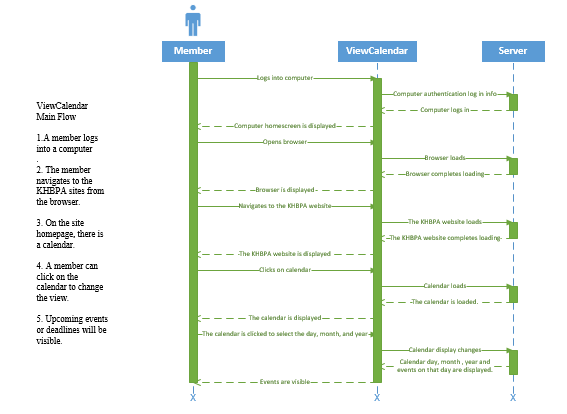 Member
ViewCalendar
Server
Logs into computer
Computer authentication log in info
Computer logs in
Computer homescreen is displayed
Opens browser
Browser loads
Browser completes loading
Browser is displayed
Navigates to the KHBPA website
The KHBPA website loads
The KHBPA website completes loading
The KHBPA website is displayed
Clicks on calendar
Calendar loads
The calendar is loaded.
The calendar is displayed
The calendar is clicked to select the day, month, and year
Calendar display changes
Calendar day, month , year and
events on that day are displayed.
Events are visible
X
X
X
ViewCalendar
Main Flow
1.A member logs
into a computer
.
2. The member
navigates to the
KHBPA sites from
the browser.
3. On the site
homepage, there is
a calendar.
4. A member can
click on the
calendar to change
the view.
5. Upcoming events
or deadlines will be
visible.